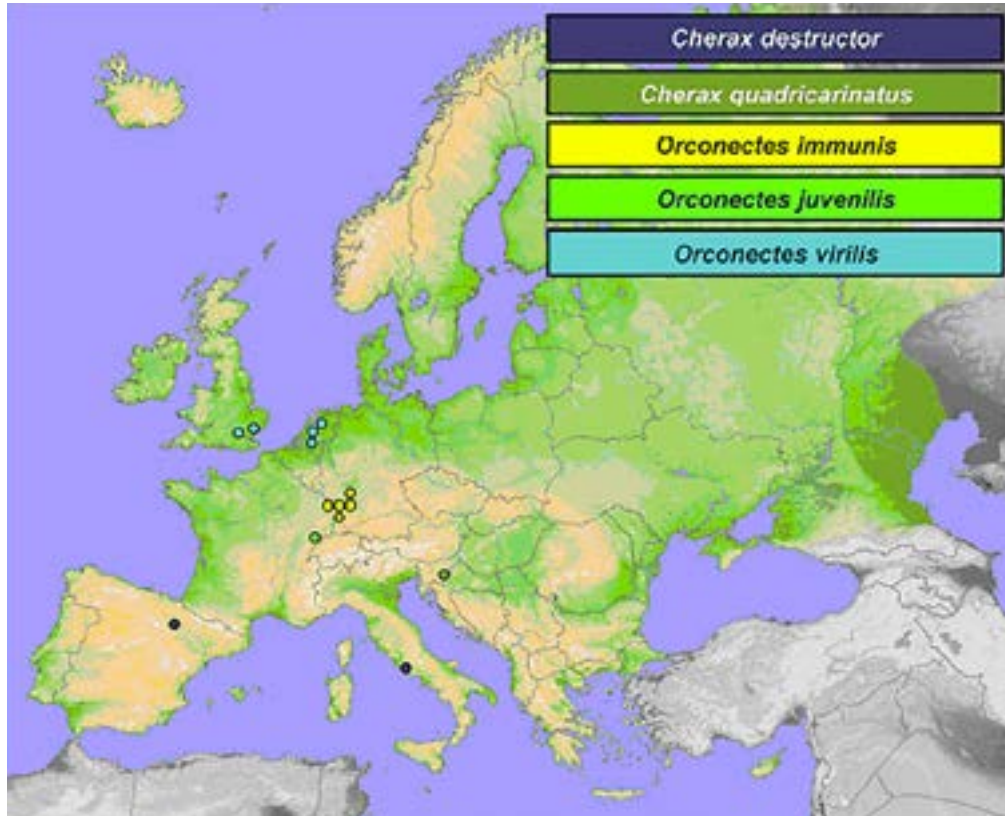 Cherax destructor
Cherax quadricarinatus
Orconectes immunis
Orconectes juvenilis
Orconectes virilis